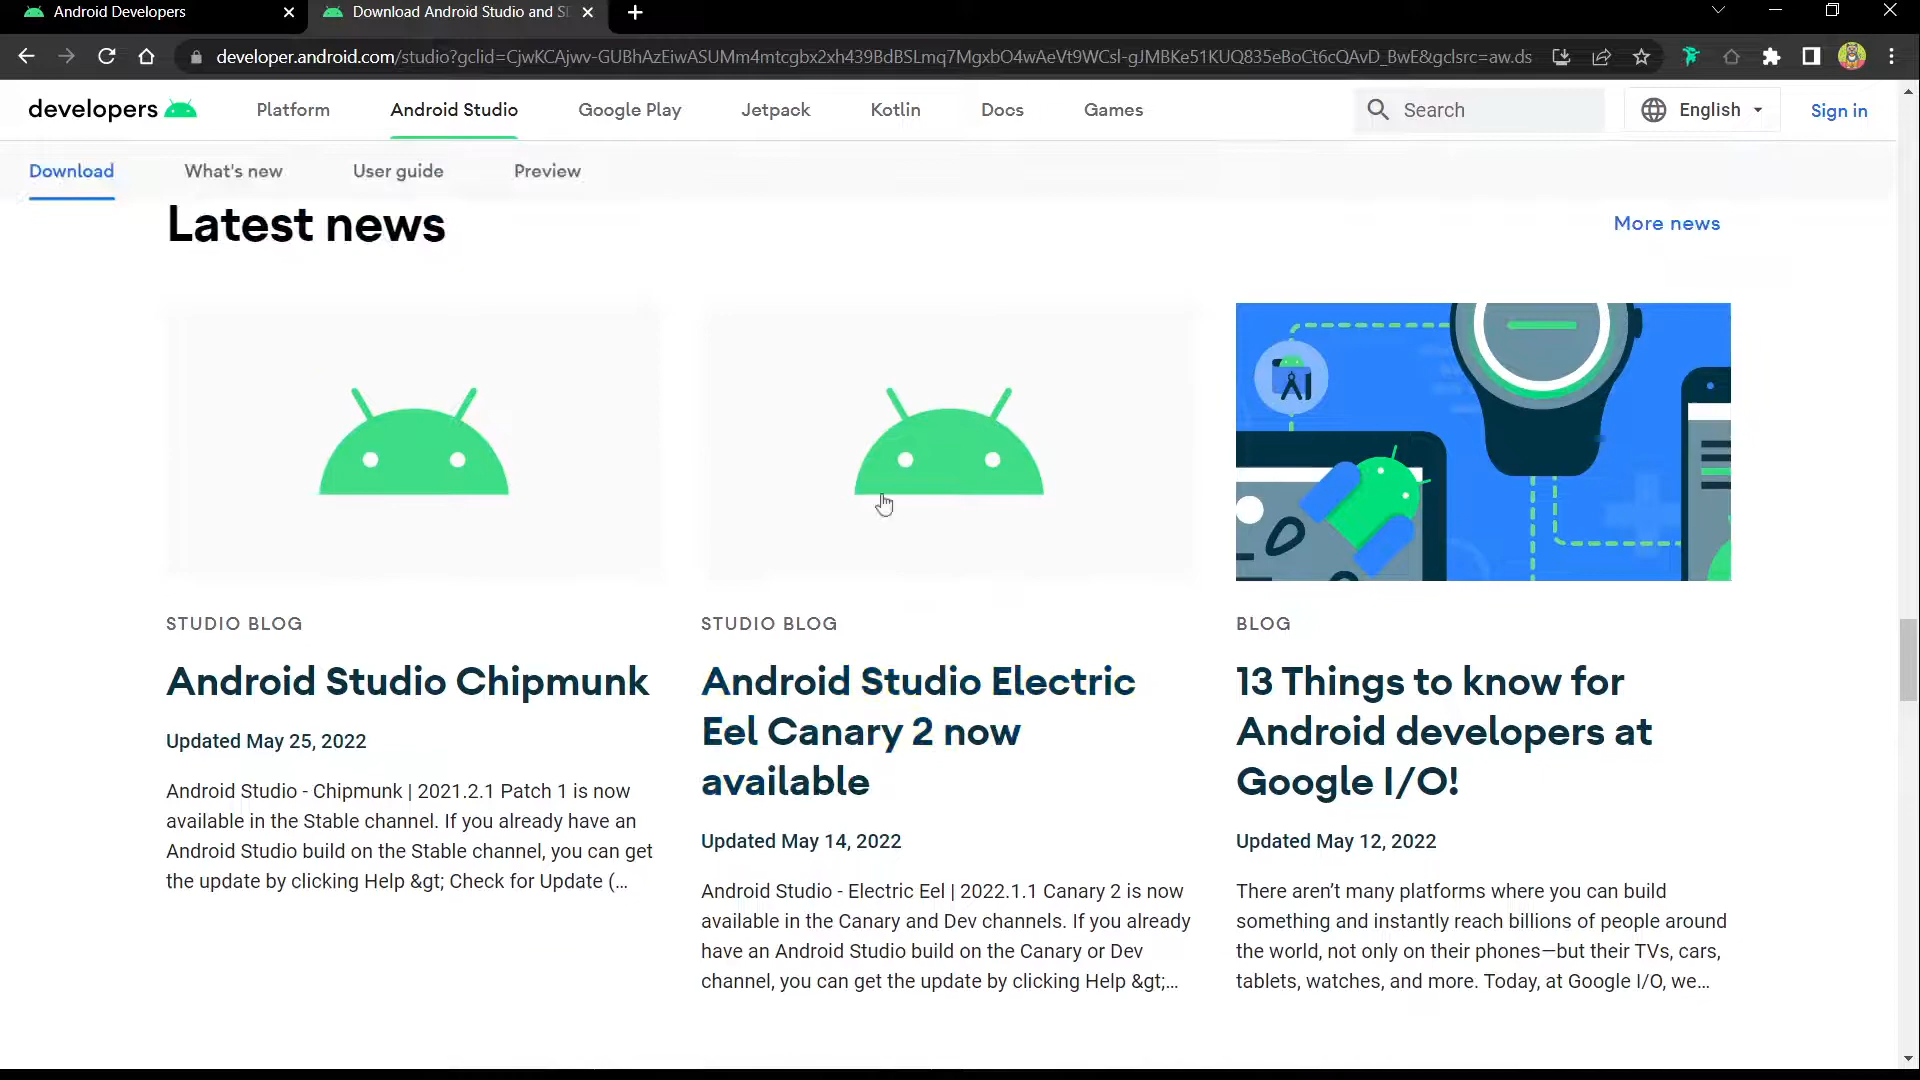 Android Developers
Download Android Studio and S
developer.android.com/studio?gclid=CjwKCAjwv-GUBhAzEiwASUMm4mtcgbx2xh439BdBSLmq7MgxbO4wAeVt9WCsl-gJMBKe51KUQ835eBoCt6cQAvD_BwE&gclsrc=aw.ds
developers
Platform
Android Studio
Google Play
Jetpack
Kotlin
Docs
Games
Search
English
Sign in
Download
What's new
User guide
Preview
Latest news
More news
STUDIO BLOG
Android Studio Chipmunk
Updated May 25, 2022
Android Studio - Chipmunk | 2021.2.1 Patch 1 is now
available in the Stable channel. If you already have an
Android Studio build on the Stable channel, you can get
the update by clicking Help &gt; Check for Update (...
STUDIO BLOG
Android Studio Electric
Eel Canary 2 now
available
Updated May 14, 2022
Android Studio - Electric Eel | 2022.1.1 Canary 2 is now
available in the Canary and Dev channels. If you already
have an Android Studio build on the Canary or Dev
channel, you can get the update by clicking Help &gt;...
BLOG
13 Things to know for
Android developers at
Google I/O!
Updated May 12, 2022
There aren’t many platforms where you can build
something and instantly reach billions of people around
the world, not only on their phones—but their TVs, cars,
tablets, watches, and more. Today, at Google I/O, we...